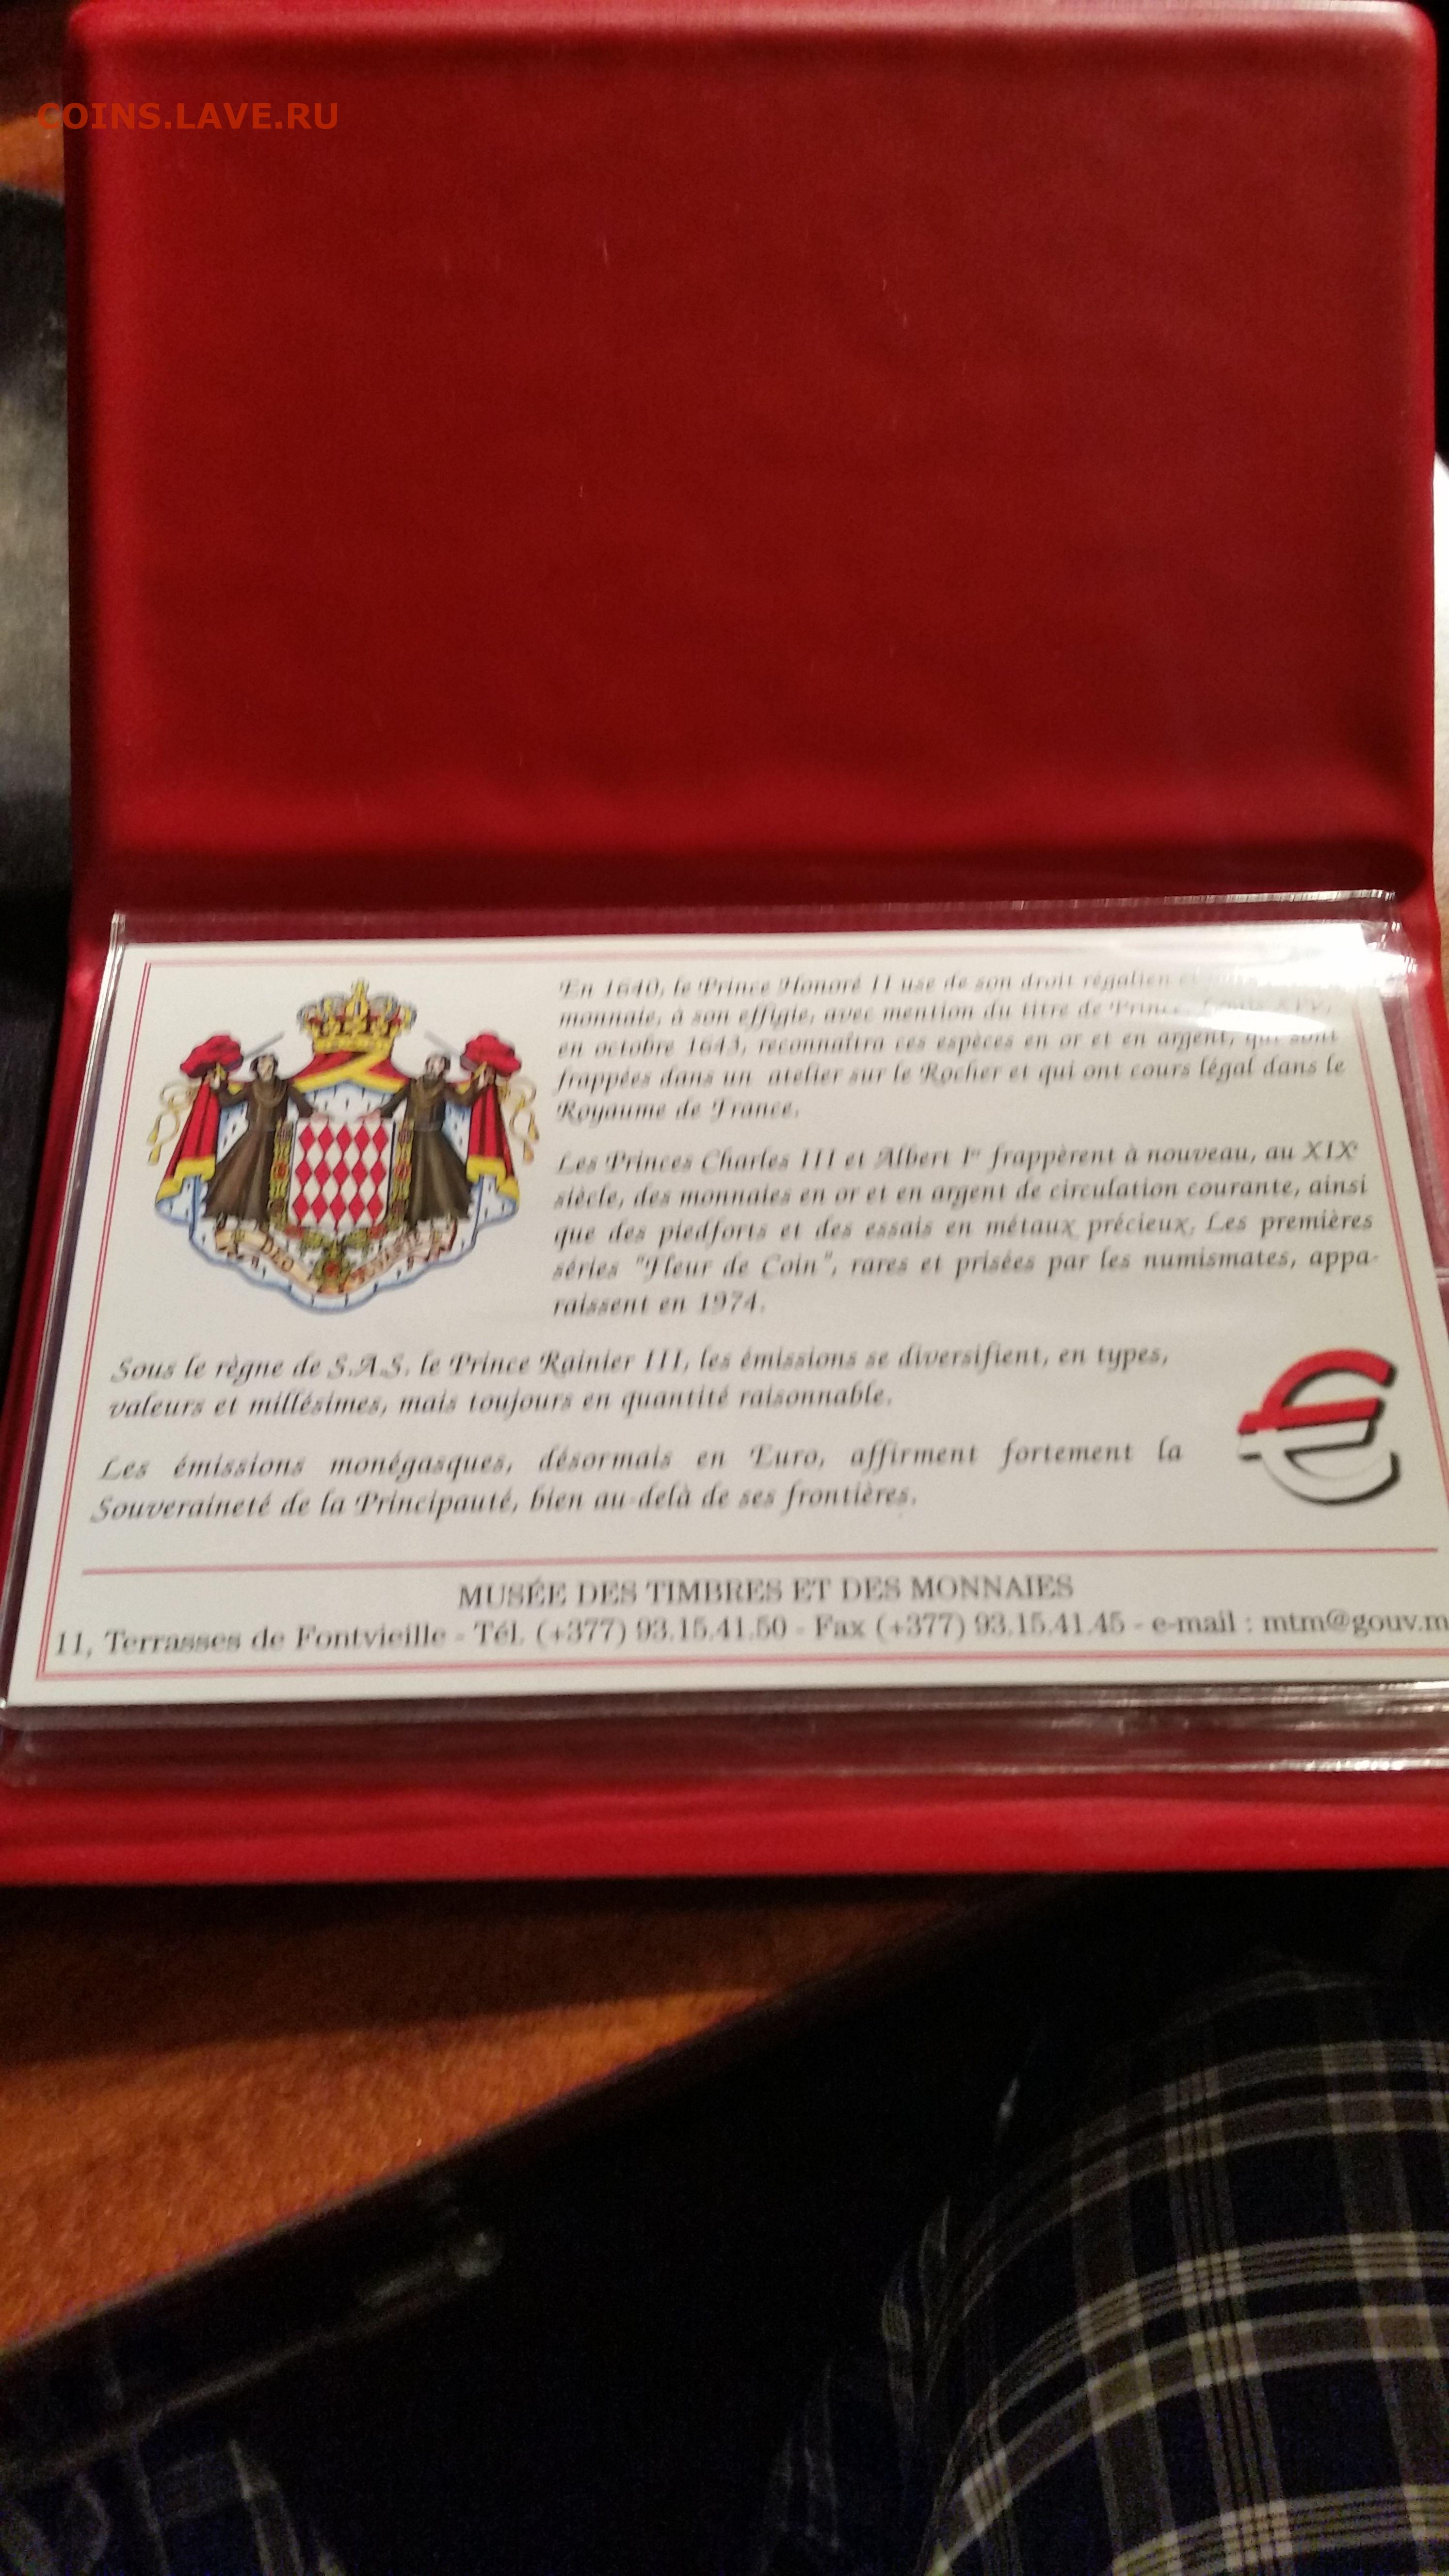 COINS.LAVE.RU
En 1640, le Prince Honoré II use de son droit régalien
monnaie, à son effigie, avec mention du titre de Prince. Louis XIV,
en octobre 1643, reconnaîtra ces espèces en or et en argent, qui sont
frappées dans un atelier sur le Rocher et qui ont cours légal dans le
Royaume de France.
Les Princes Charles III et Albert Ier frappèrent à nouveau, au XIXe
siècle, des monnaies en or et en argent de circulation courante, ainsi
que des piedforts et des essais en métaux précieux. Les premières
séries "Fleur de Coin", rares et prisées par les numismates, appa-
raissent en 1974.
DEO
Sous le règne de S.A.S. le Prince Rainier III, les émissions se diversifient, en types,
valeurs et millésimes, mais toujours en quantité raisonnable.
Les émissions monégasques, désormais en Euro, affirment fortement la
Souveraineté de la Principauté, bien au-delà de ses frontières.
€
MUSÉE DES TIMBRES ET DES MONNAIES
11, Terrasses de Fontvieille - Tél. (+377) 93.15.41.50 - Fax (+377) 93.15.41.45 - e-mail : mtm@gouv.m